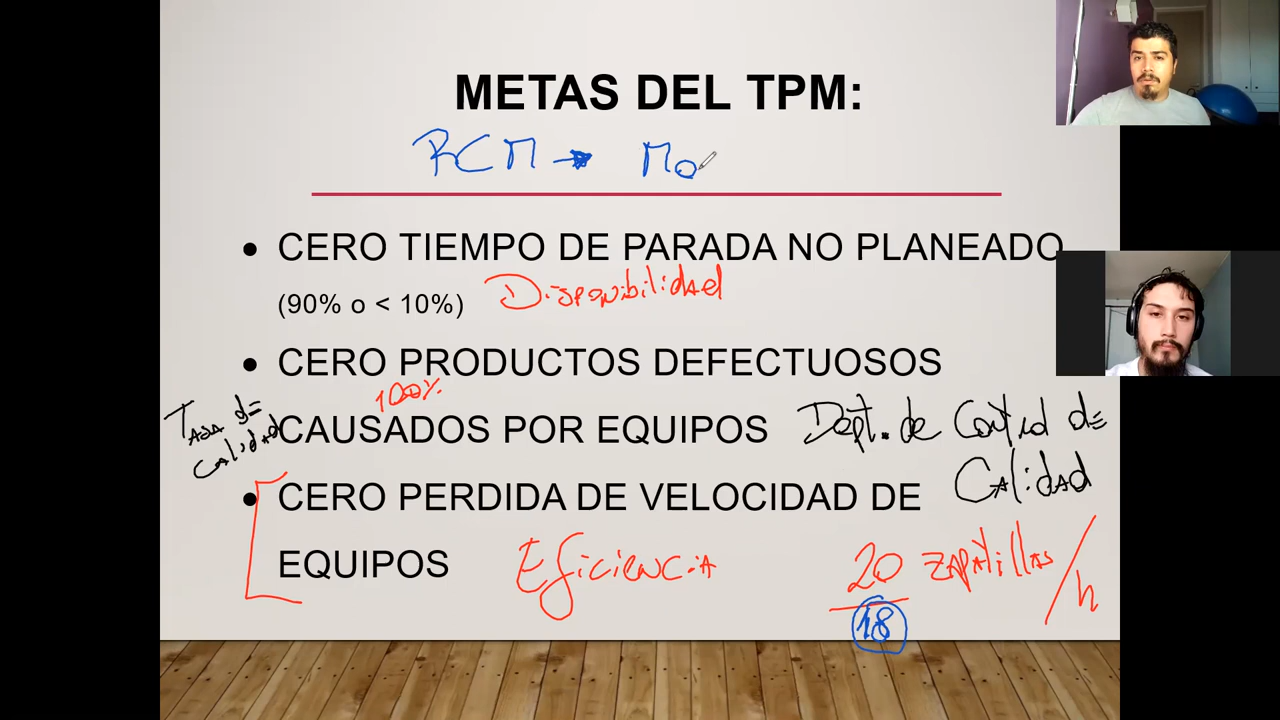 METAS DEL TPM:
RCM → Mo
• CERO TIEMPO DE PARADA NO PLANEADO
(90% o < 10%) Disponibilidad
• CERO PRODUCTOS DEFECTUOSOS
100%
Tasa de
Calidad
CAUSADOS POR EQUIPOS
Dept. de Control de
Calidad
• CERO PERDIDA DE VELOCIDAD DE
EQUIPOS
Eficiencia
20 zapatillas/h
18